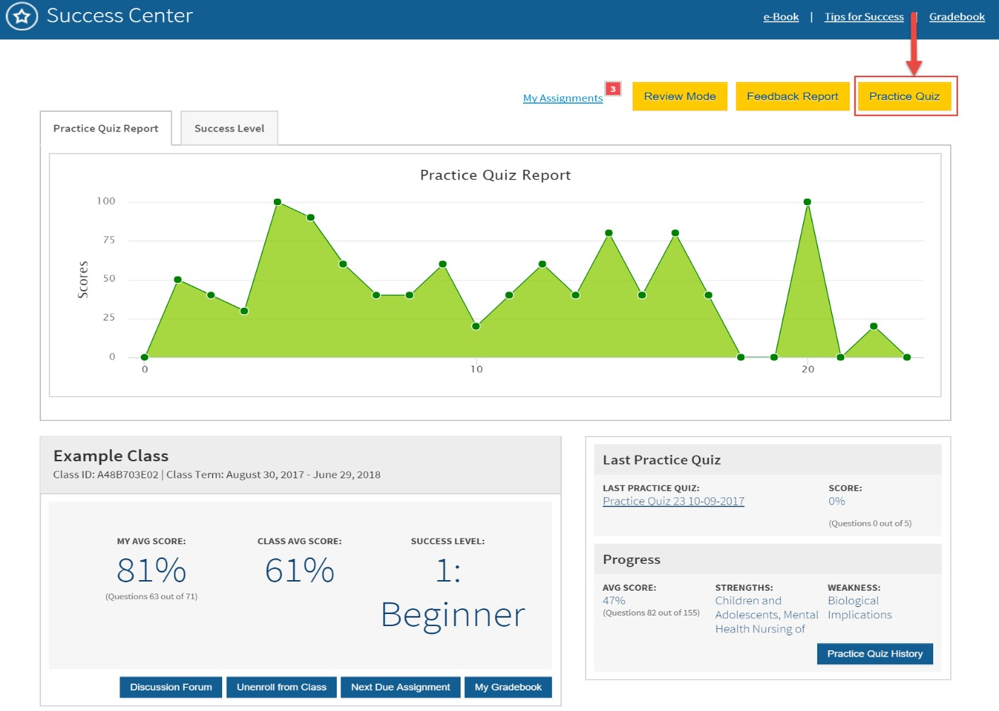 Success Center
e-Book | Tips for Success | Gradebook
My Assignments 3 Review Mode Feedback Report Practice Quiz
Practice Quiz Report Success Level
Practice Quiz Report
Scores
100
75
50
25
0
0 10 20
Example Class
Class ID: A48B703E02 | Class Term: August 30, 2017 - June 29, 2018
MY AVG SCORE: CLASS AVG SCORE: SUCCESS LEVEL:
81% 61% 1:
Beginner
(Questions 63 out of 71)
Discussion Forum Unenroll from Class Next Due Assignment My Gradebook
Last Practice Quiz
LAST PRACTICE QUIZ: SCORE:
Practice Quiz 23 10-09-2017 0%
(Questions 0 out of 5)
Progress
AVG SCORE: STRENGTHS: WEAKNESS:
47% Children and Biological
(Questions 82 out of 155) Adolescents, Mental Implications
Health Nursing of
Practice Quiz History